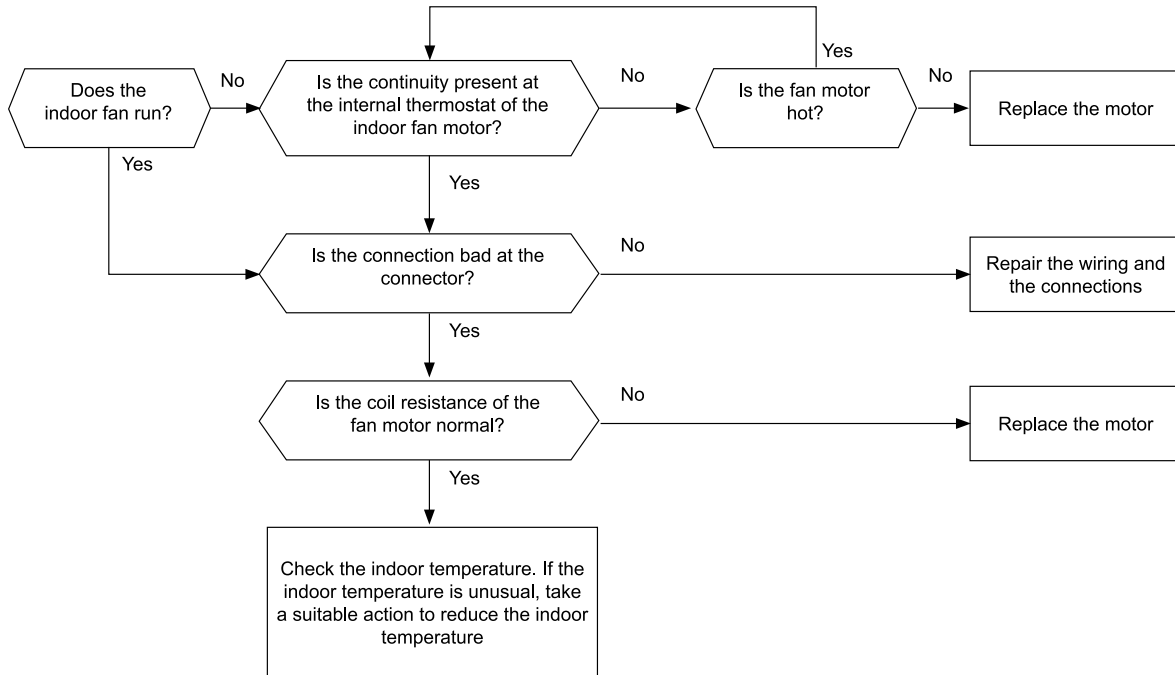 Yes
Does the
indoor fan run?
No
Is the continuity present at
the internal thermostat of the
indoor fan motor?
No
Is the fan motor
hot?
No
Replace the motor
Yes
Yes
Is the connection bad at the
connector?
No
Repair the wiring and
the connections
Yes
Is the coil resistance of the
fan motor normal?
No
Replace the motor
Yes
Check the indoor temperature. If the
indoor temperature is unusual, take
a suitable action to reduce the indoor
temperature